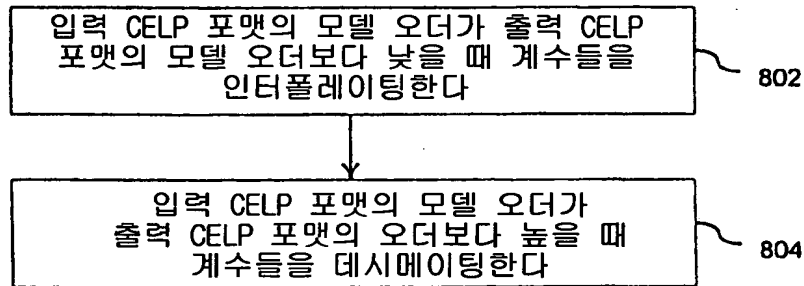 입력 CELP 포맷의 모델 오더가 출력 CELP
포맷의 모델 오더보다 낮을 때 계수들을
인터폴레이팅한다
802
입력 CELP 포맷의 모델 오더가
출력 CELP 포맷의 오더보다 높을 때
계수들을 데시메이팅한다
804